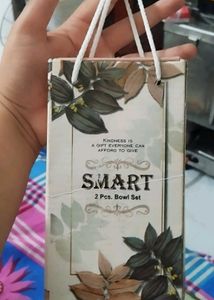 KINDNESS IS
A GIFT EVERYONE CAN
AFFORD TO GIVE
SMART
2 Pcs. Bowl Set